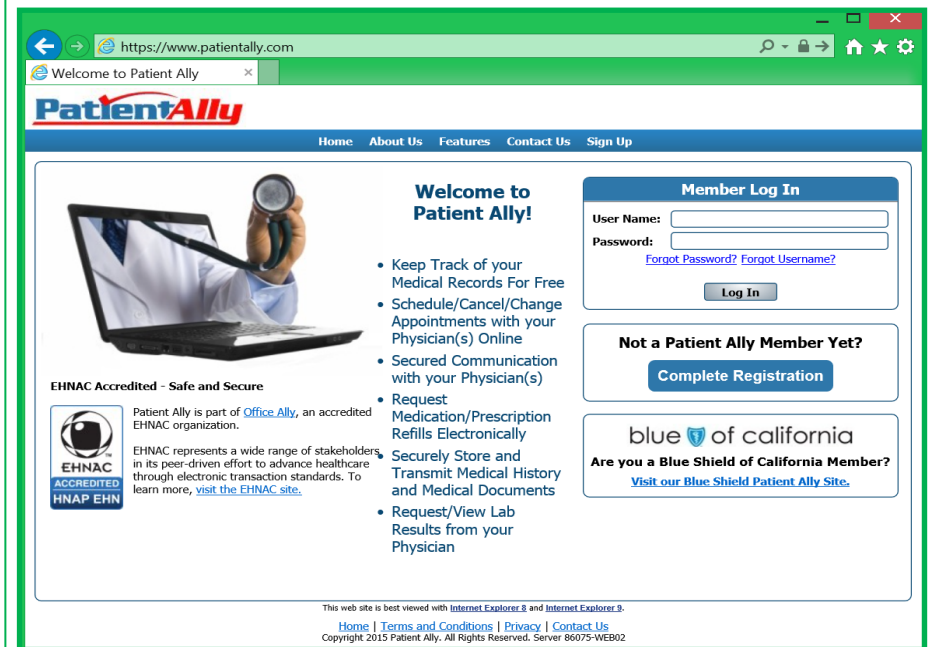 https://www.patientally.com
Welcome to Patient Ally
PatientAlly
Home About Us Features Contact Us Sign Up
Welcome to
Patient Ally!
• Keep Track of your
Medical Records For Free
• Schedule/Cancel/Change
Appointments with your
Physician(s) Online
• Secured Communication
with your Physician(s)
• Request
Medication/Prescription
Refills Electronically
• Securely Store and
Transmit Medical History
and Medical Documents
• Request/View Lab
Results from your
Physician
EHNAC Accredited - Safe and Secure
EHNAC
ACCREDITED
HNAP EHN
Patient Ally is part of Office Ally, an accredited
EHNAC organization.
EHNAC represents a wide range of stakeholders
in its peer-driven effort to advance healthcare
through electronic transaction standards. To
learn more, visit the EHNAC site.
Member Log In
User Name:
Password:
Forgot Password? Forgot Username?
Log In
Not a Patient Ally Member Yet?
Complete Registration
blue of california
Are you a Blue Shield of California Member?
Visit our Blue Shield Patient Ally Site.
This web site is best viewed with Internet Explorer 8 and Internet Explorer 9.
Home | Terms and Conditions | Privacy | Contact Us
Copyright 2015 Patient Ally. All Rights Reserved. Server 86075-WEB02